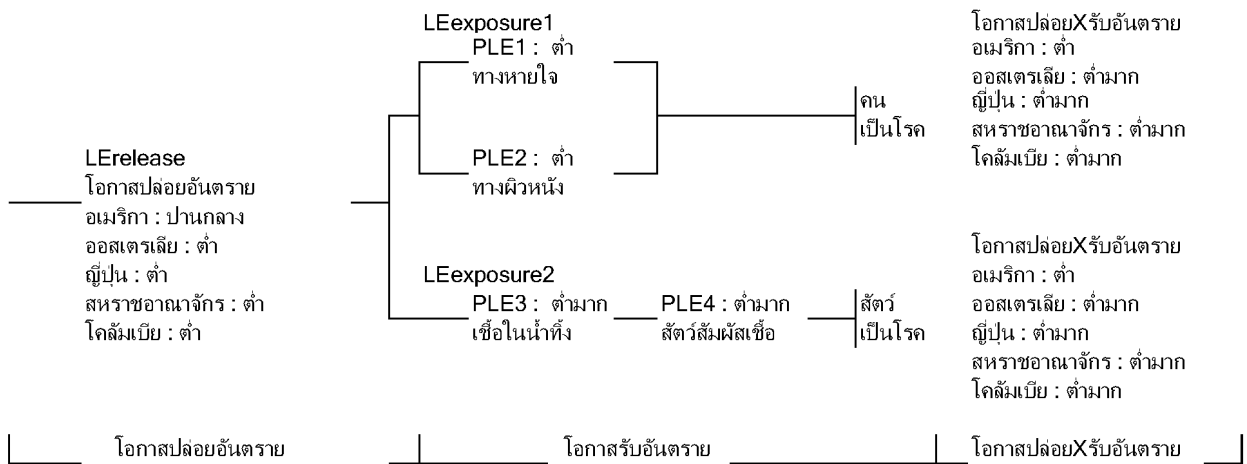 LErelease
โอกาสปล่อยอันตราย
อเมริกา : ปานกลาง
ออสเตรเลีย : ต่ำ
ญี่ปุ่น : ต่ำ
สหราชอาณาจักร : ต่ำ
โคลัมเบีย : ต่ำ
LEexposure1
PLE1 : ต่ำ
ทางหายใจ
PLE2 : ต่ำ
ทางผิวหนัง
คน
เป็นโรค
โอกาสปล่อยXรับอันตราย
อเมริกา : ต่ำ
ออสเตรเลีย : ต่ำมาก
ญี่ปุ่น : ต่ำมาก
สหราชอาณาจักร : ต่ำมาก
โคลัมเบีย : ต่ำมาก
LEexposure2
PLE3 : ต่ำมาก
เชื้อในน้ำทิ้ง
PLE4 : ต่ำมาก
สัตว์สัมผัสเชื้อ
สัตว์
เป็นโรค
โอกาสปล่อยXรับอันตราย
อเมริกา : ต่ำ
ออสเตรเลีย : ต่ำมาก
ญี่ปุ่น : ต่ำมาก
สหราชอาณาจักร : ต่ำมาก
โคลัมเบีย : ต่ำมาก
โอกาสปล่อยอันตราย
โอกาสรับอันตราย
โอกาสปล่อยXรับอันตราย